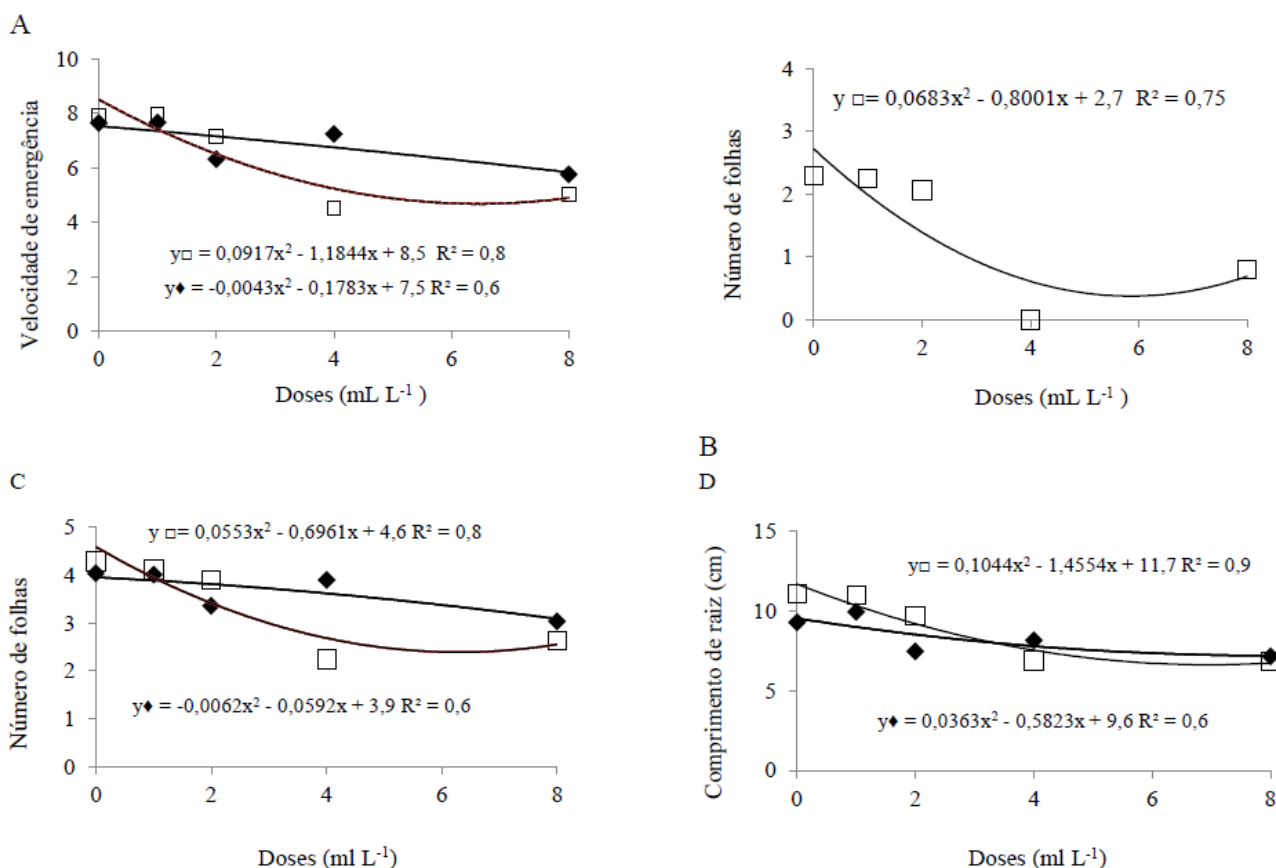 A
Velocidade de emergência
10
8
6
4
2
0
y□ = 0,0917x² - 1,1844x + 8,5 R² = 0,8
y♦ = -0,0043x² - 0,1783x + 7,5 R² = 0,6
0 2 4 6 8
Doses (mL L⁻¹ )
Número de folhas
4
3
2
1
0
y □= 0,0683x² - 0,8001x + 2,7 R² = 0,75
0 2 4 6 8
Doses (mL L⁻¹ )
B
C
Número de folhas
5
4
3
2
1
0
y □= 0,0553x² - 0,6961x + 4,6 R² = 0,8
y♦ = -0,0062x² - 0,0592x + 3,9 R² = 0,6
0 2 4 6 8
Doses (ml L⁻¹)
D
Comprimento de raiz (cm)
15
10
5
0
y□ = 0,1044x² - 1,4554x + 11,7 R² = 0,9
y♦ = 0,0363x² - 0,5823x + 9,6 R² = 0,6
0 2 4 6 8
Doses (ml L⁻¹)